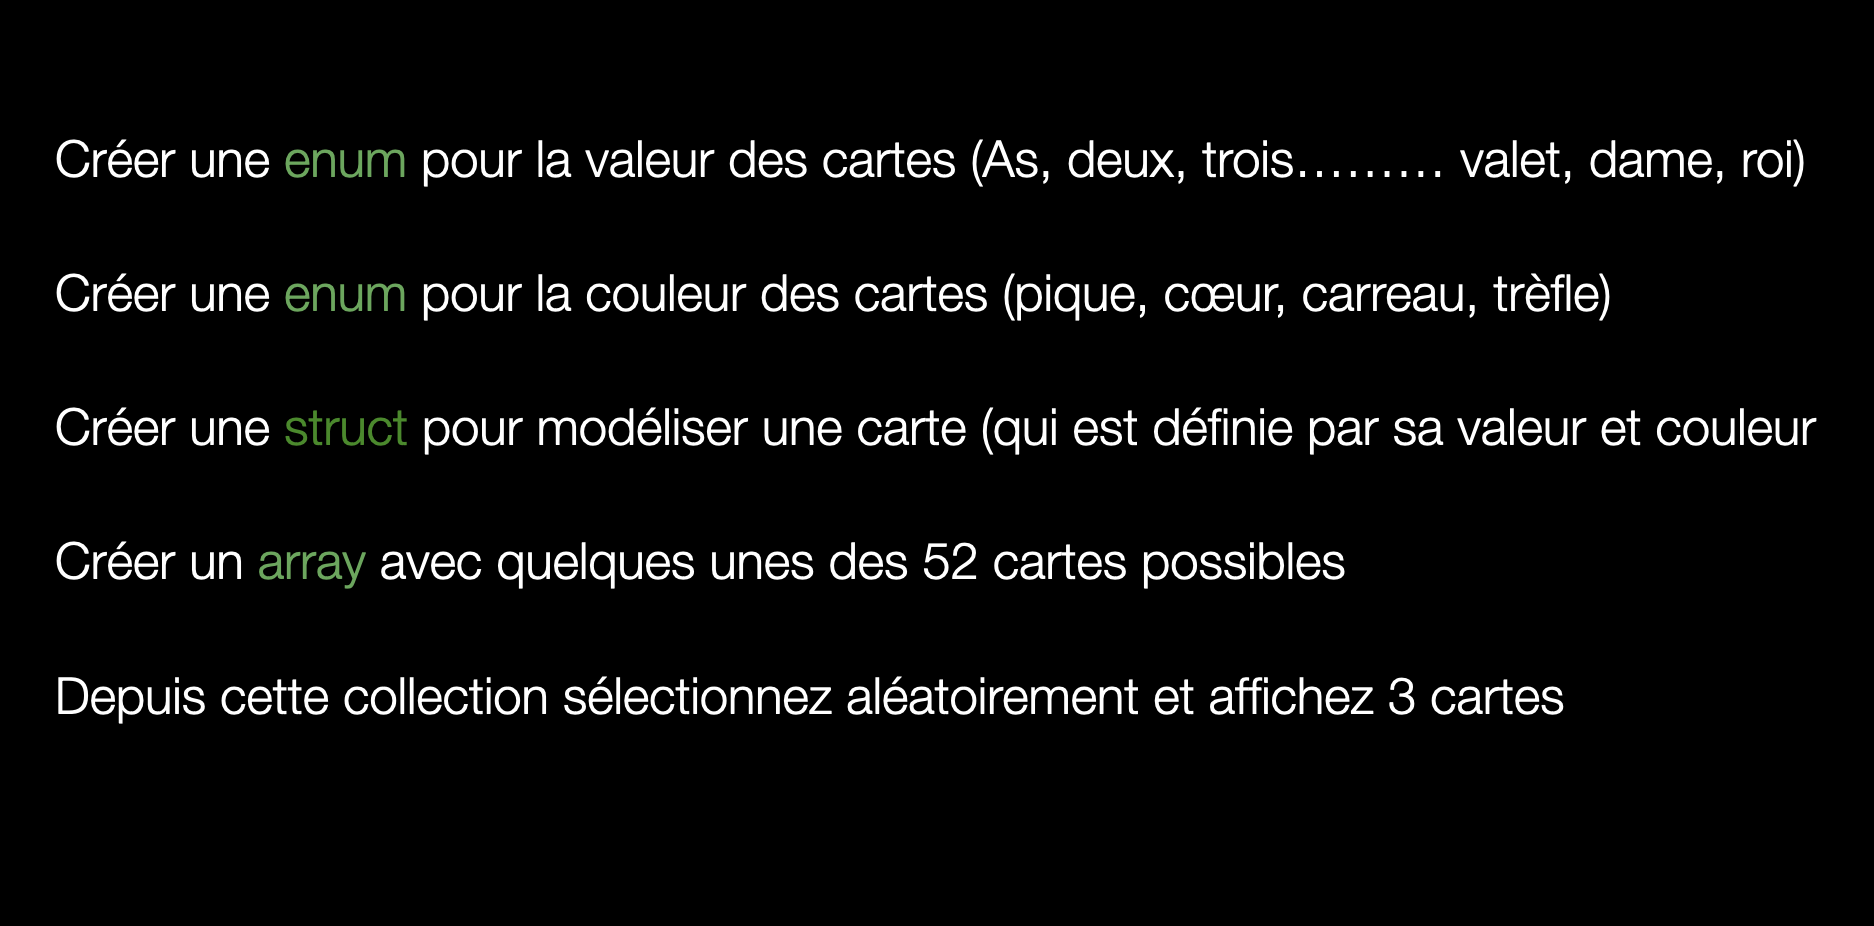 Créer une enum pour la valeur des cartes (As, deux, trois……… valet, dame, roi)
Créer une enum pour la couleur des cartes (pique, cœur, carreau, trèfle)
Créer une struct pour modéliser une carte (qui est définie par sa valeur et couleur
Créer un array avec quelques unes des 52 cartes possibles
Depuis cette collection sélectionnez aléatoirement et affichez 3 cartes